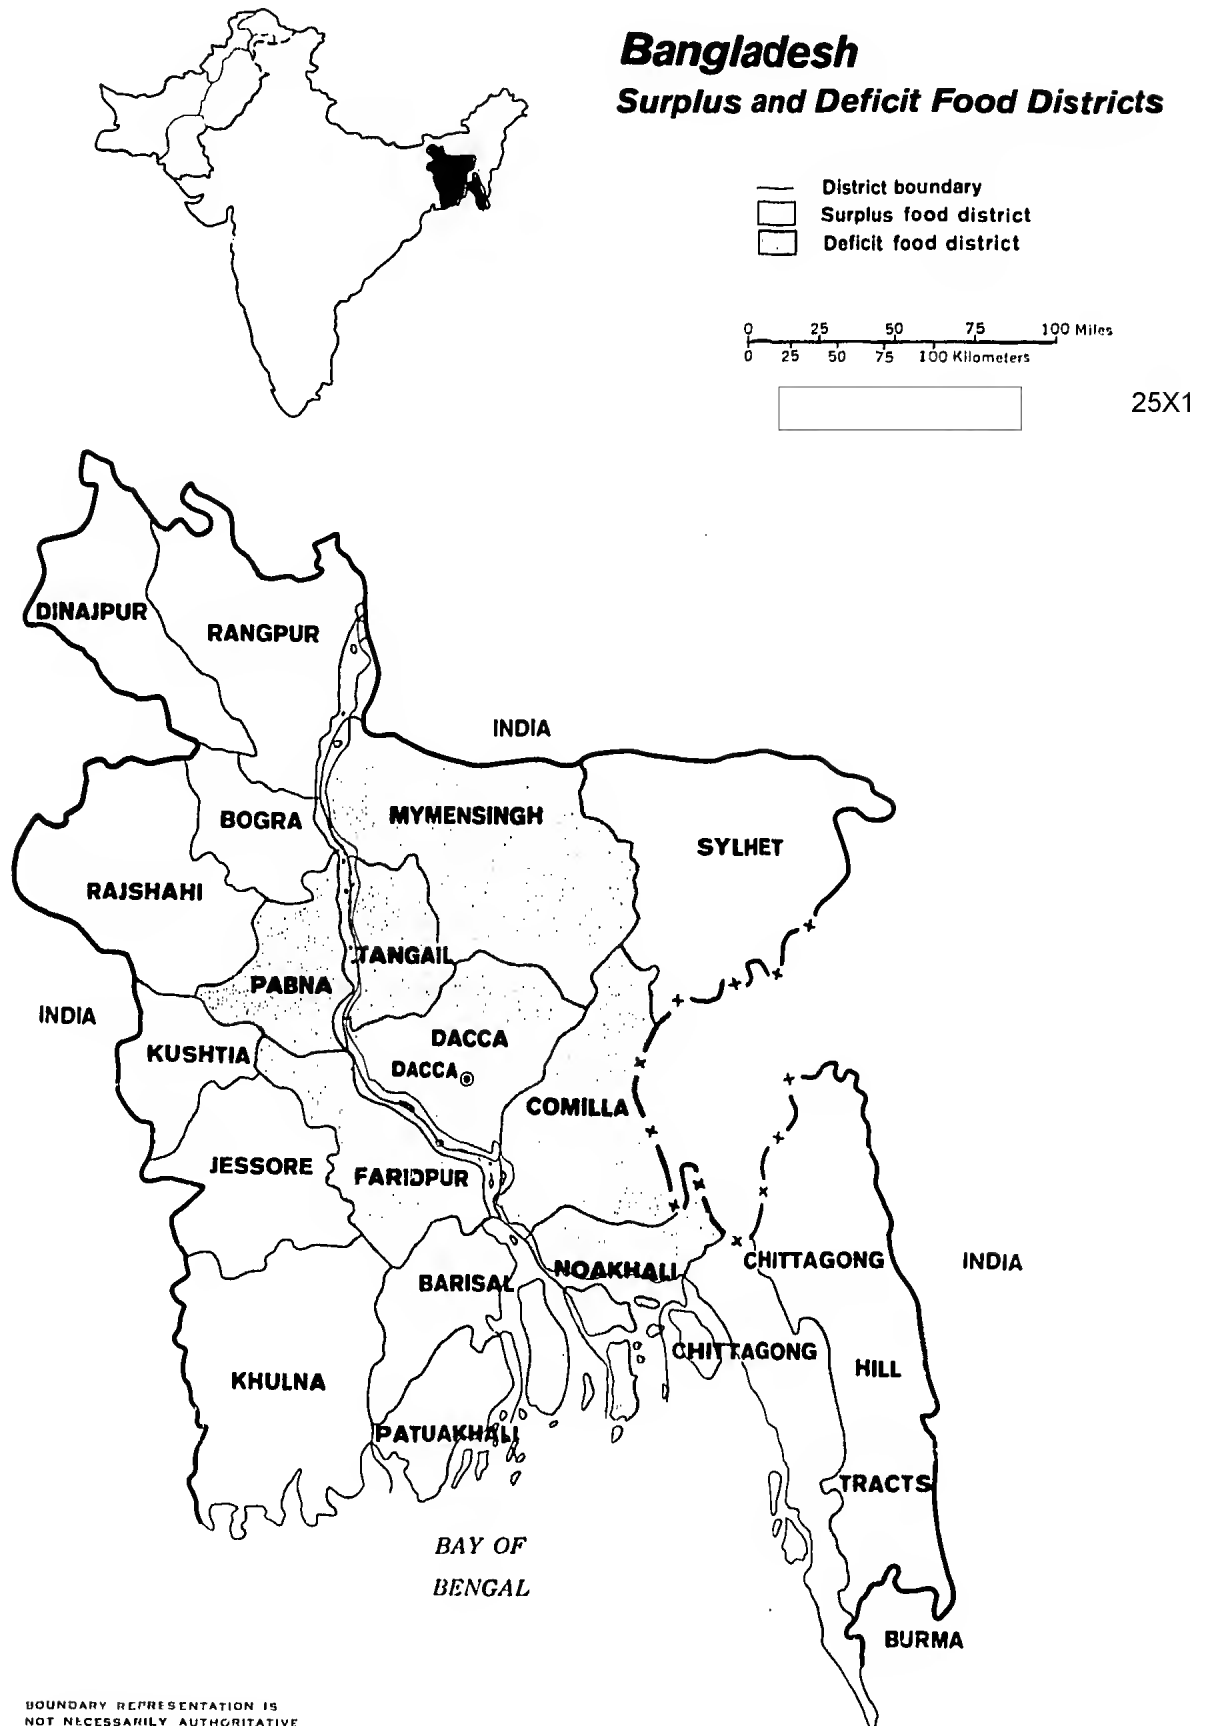 Bangladesh
Surplus and Deficit Food Districts
District boundary
Surplus food district
Deficit food district
0 25 50 75 100 Miles
0 25 50 75 100 Kilometers
25X1
DINAJPUR
RANGPUR
INDIA
BOGRA
MYMENSINGH
SYLHET
RAJSHAHI
TANGAIL
PABNA
INDIA
DACCA
KUSHTIA
DACCA
COMILLA
JESSORE
FARIDPUR
CHITTAGONG
INDIA
NOAKHALI
BARISAL
CHITTAGONG
HILL
KHULNA
PATUAKHALI
TRACTS
BAY OF
BENGAL
BURMA
BOUNDARY REPRESENTATION IS
NOT NECESSARILY AUTHORITATIVE